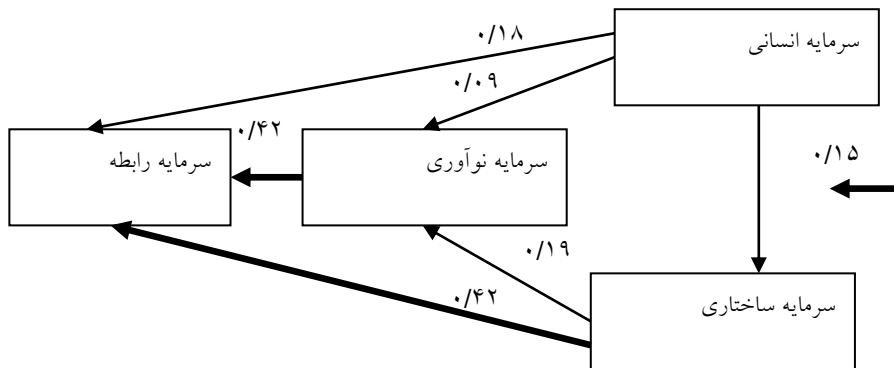 سرمایه انسانی
۰/۱۸
۰/۰۹
۰/۴۲
سرمایه رابطه
سرمایه نوآوری
۰/۱۵
۰/۱۹
۰/۴۲
سرمایه ساختاری